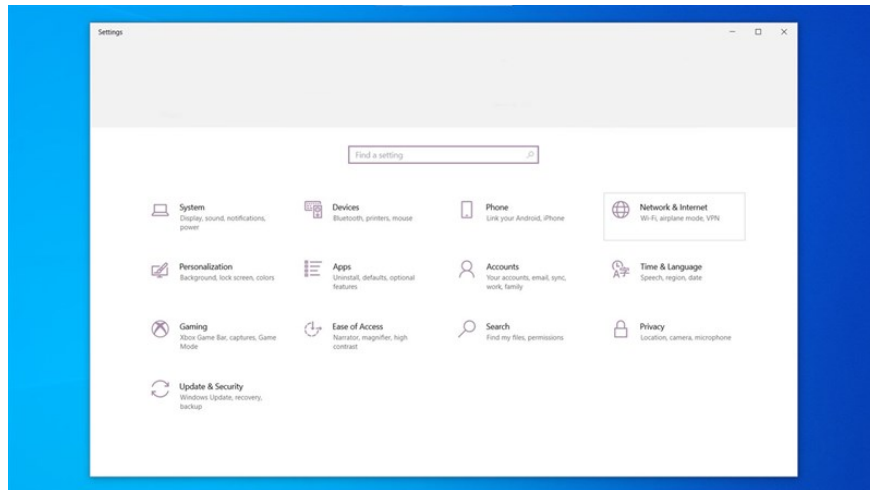 Settings
Find a setting
System
Display, sound, notifications,
power
Devices
Bluetooth, printers, mouse
Phone
Link your Android, iPhone
Network & Internet
Wi-Fi, airplane mode, VPN
Personalization
Background, lock screen, colors
Apps
Uninstall, defaults, optional
features
Accounts
Your accounts, email, sync,
work, family
Time & Language
Speech, region, date
Gaming
Xbox Game Bar, captures, Game
Mode
Ease of Access
Narrator, magnifier, high
contrast
Search
Find my files, permissions
Privacy
Location, camera, microphone
Update & Security
Windows Update, recovery,
backup